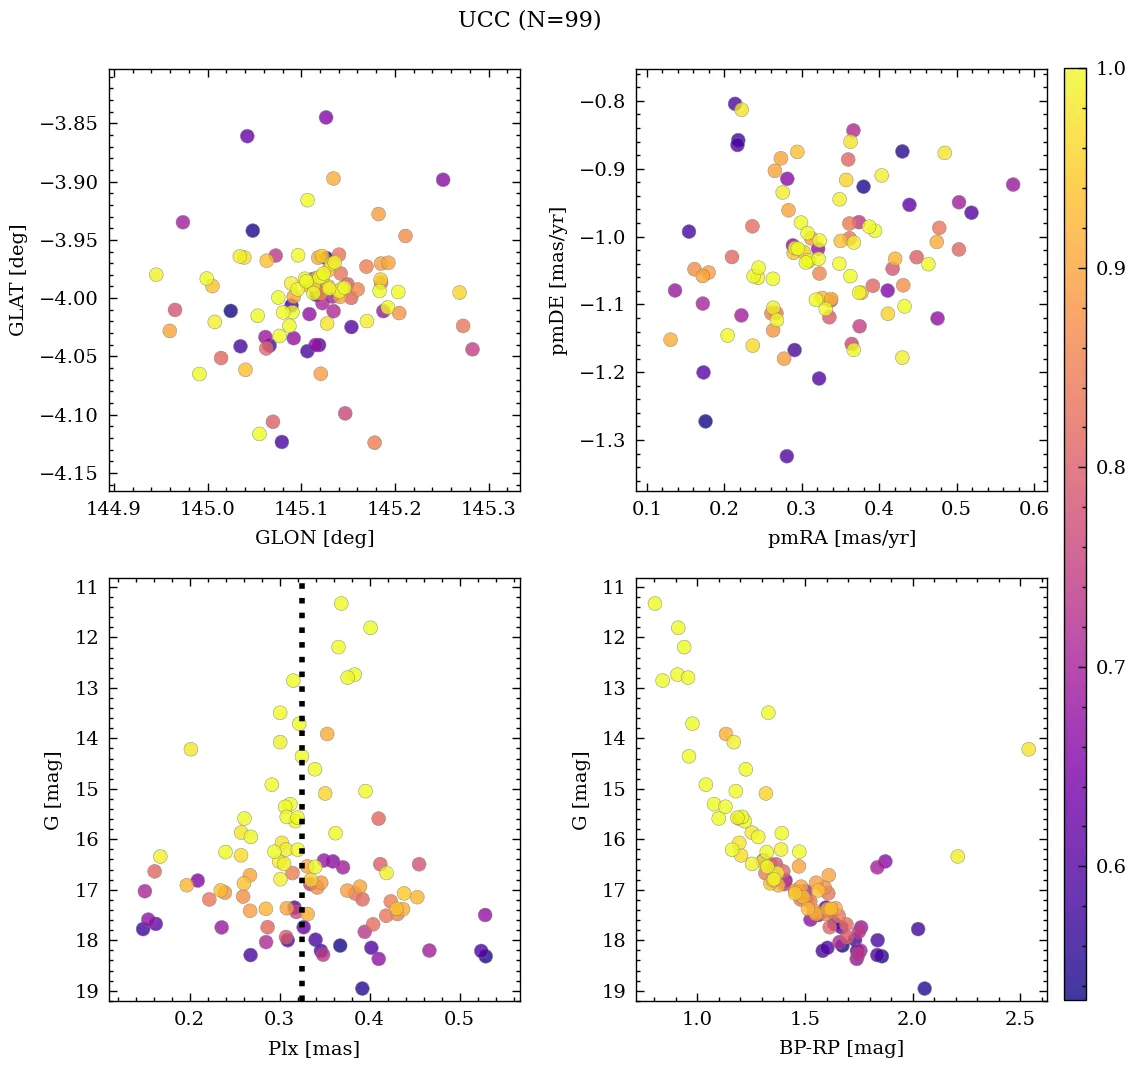 UCC (N=99)
−3.85
−3.90
−3.95
−4.00
−4.05
−4.10
−4.15
GLAT [deg]
144.9 145.0 145.1 145.2 145.3
GLON [deg]
−0.8
−0.9
−1.0
−1.1
−1.2
−1.3
pmDE [mas/yr]
0.1 0.2 0.3 0.4 0.5 0.6
pmRA [mas/yr]
11
12
13
14
15
16
17
18
19
G [mag]
0.2 0.3 0.4 0.5
Plx [mas]
11
12
13
14
15
16
17
18
19
G [mag]
1.0 1.5 2.0 2.5
BP-RP [mag]
1.0
0.9
0.8
0.7
0.6